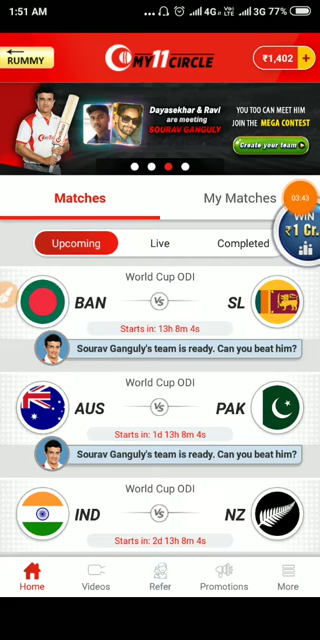 1:51 AM
... 4G Vo) LTE 3G 77%
RUMMY
MY11CIRCLE
₹1,402 +
Dayasekhar & Ravi
are meeting
SOURAV GANGULY
YOU TOO CAN MEET HIM
JOIN THE MEGA CONTEST
Create your team
Matches
My Matches
03:43
WIN
₹1 Cr.
Upcoming
Live
Completed
World Cup ODI
BAN
VS
SL
Starts in: 13h 8m 4s
Sourav Ganguly's team is ready. Can you beat him?
World Cup ODI
AUS
VS
PAK
Starts in: 1d 13h 8m 4s
Sourav Ganguly's team is ready. Can you beat him?
World Cup ODI
IND
VS
NZ
Starts in: 2d 13h 8m 4s
Home
Videos
Refer
Promotions
More